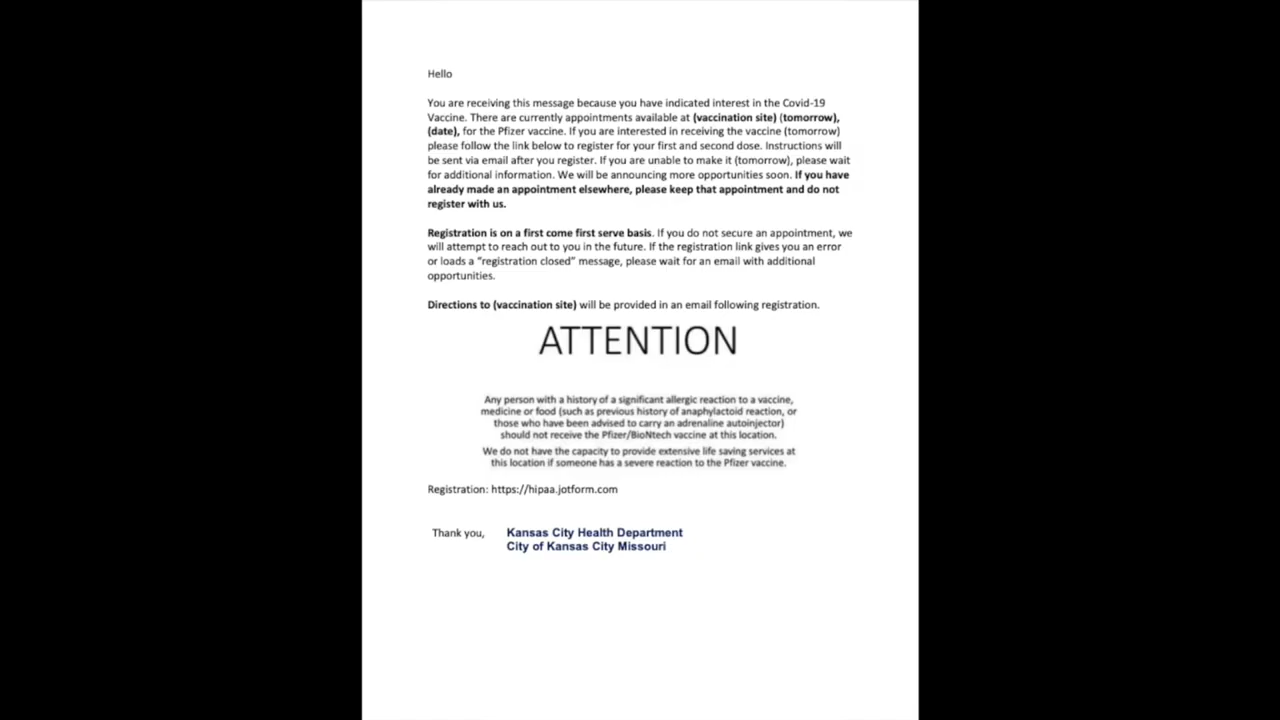 Hello
You are receiving this message because you have indicated interest in the Covid-19
Vaccine. There are currently appointments available at (vaccination site) (tomorrow),
(date), for the Pfizer vaccine. If you are interested in receiving the vaccine (tomorrow)
please follow the link below to register for your first and second dose. Instructions will
be sent via email after you register. If you are unable to make it (tomorrow), please wait
for additional information. We will be announcing more opportunities soon. If you have
already made an appointment elsewhere, please keep that appointment and do not
register with us.
Registration is on a first come first serve basis. If you do not secure an appointment, we
will attempt to reach out to you in the future. If the registration link gives you an error
or loads a “registration closed” message, please wait for an email with additional
opportunities.
Directions to (vaccination site) will be provided in an email following registration.
ATTENTION
Any person with a history of a significant allergic reaction to a vaccine,
medicine or food (such as previous history of anaphylactoid reaction, or
those who have been advised to carry an adrenaline autoinjector)
should not receive the Pfizer/BioNtech vaccine at this location.
We do not have the capacity to provide extensive life saving services at
this location if someone has a severe reaction to the Pfizer vaccine.
Registration: https://hipaa.jotform.com
Thank you, Kansas City Health Department
City of Kansas City Missouri